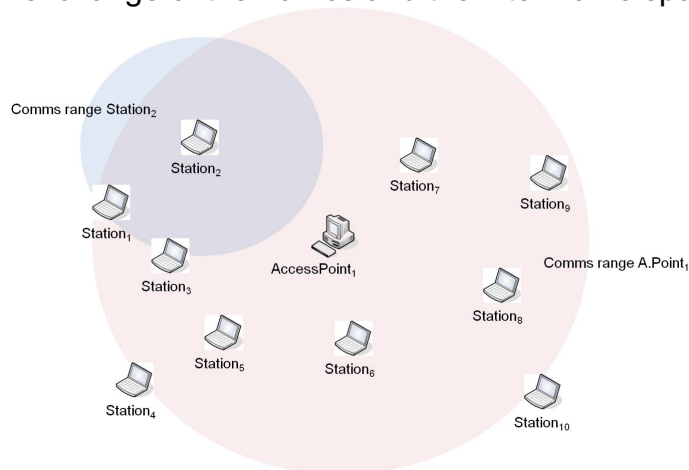 Comms range Station₂
Station₂
Station₇
Station₉
Station₁
AccessPoint₁
Comms range A.Point₁
Station₃
Station₈
Station₅
Station₆
Station₄
Station₁₀